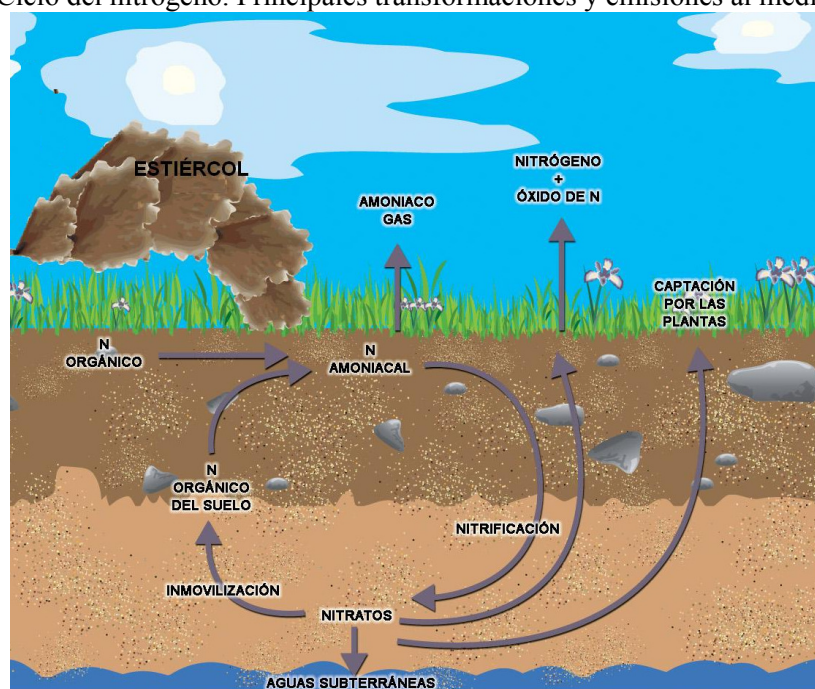 Ciclo del nitrógeno. Principales transformaciones y emisiones al medi
ESTIÉRCOL
NITRÓGENO
+
ÓXIDO DE N
AMONIACO
GAS
CAPTACIÓN
POR LAS
PLANTAS
N
ORGÁNICO
N
AMONIACAL
N
ORGÁNICO
DEL SUELO
NITRIFICACIÓN
INMOVILIZACIÓN
NITRATOS
AGUAS SUBTERRÁNEAS